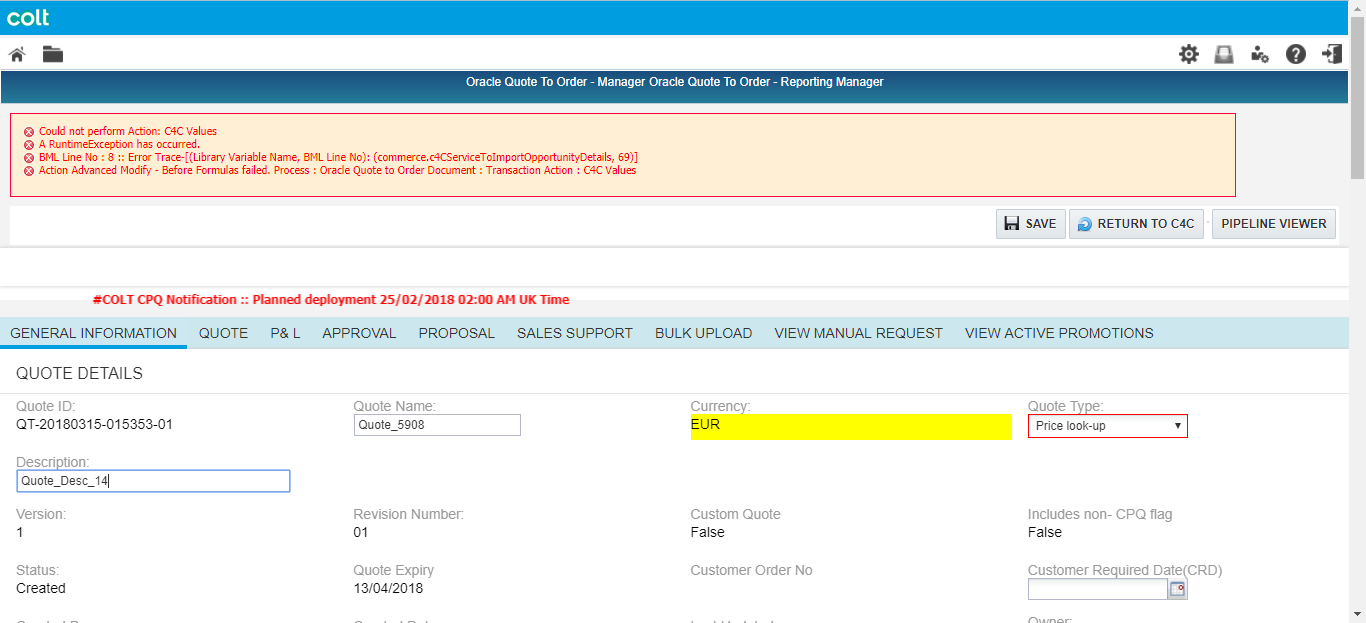 colt
Oracle Quote To Order - Manager Oracle Quote To Order - Reporting Manager
Could not perform Action: C4C Values
A RuntimeException has occurred.
BML Line No : 8 :: Error Trace-[(Library Variable Name, BML Line No): (commerce.c4CServiceToImportOpportunityDetails, 69)]
Action Advanced Modify - Before Formulas failed. Process : Oracle Quote to Order Document : Transaction Action : C4C Values
SAVE RETURN TO C4C PIPELINE VIEWER
#COLT CPQ Notification :: Planned deployment 25/02/2018 02:00 AM UK Time
GENERAL INFORMATION QUOTE P& L APPROVAL PROPOSAL SALES SUPPORT BULK UPLOAD VIEW MANUAL REQUEST VIEW ACTIVE PROMOTIONS
QUOTE DETAILS
Quote ID: Quote Name: Currency: Quote Type:
QT-20180315-015353-01 Quote_5908 EUR Price look-up
Description:
Quote_Desc_14
Version: Revision Number: Custom Quote Includes non- CPQ flag
1 01 False False
Status: Quote Expiry Customer Order No Customer Required Date(CRD)
Created 13/04/2018
Owner: